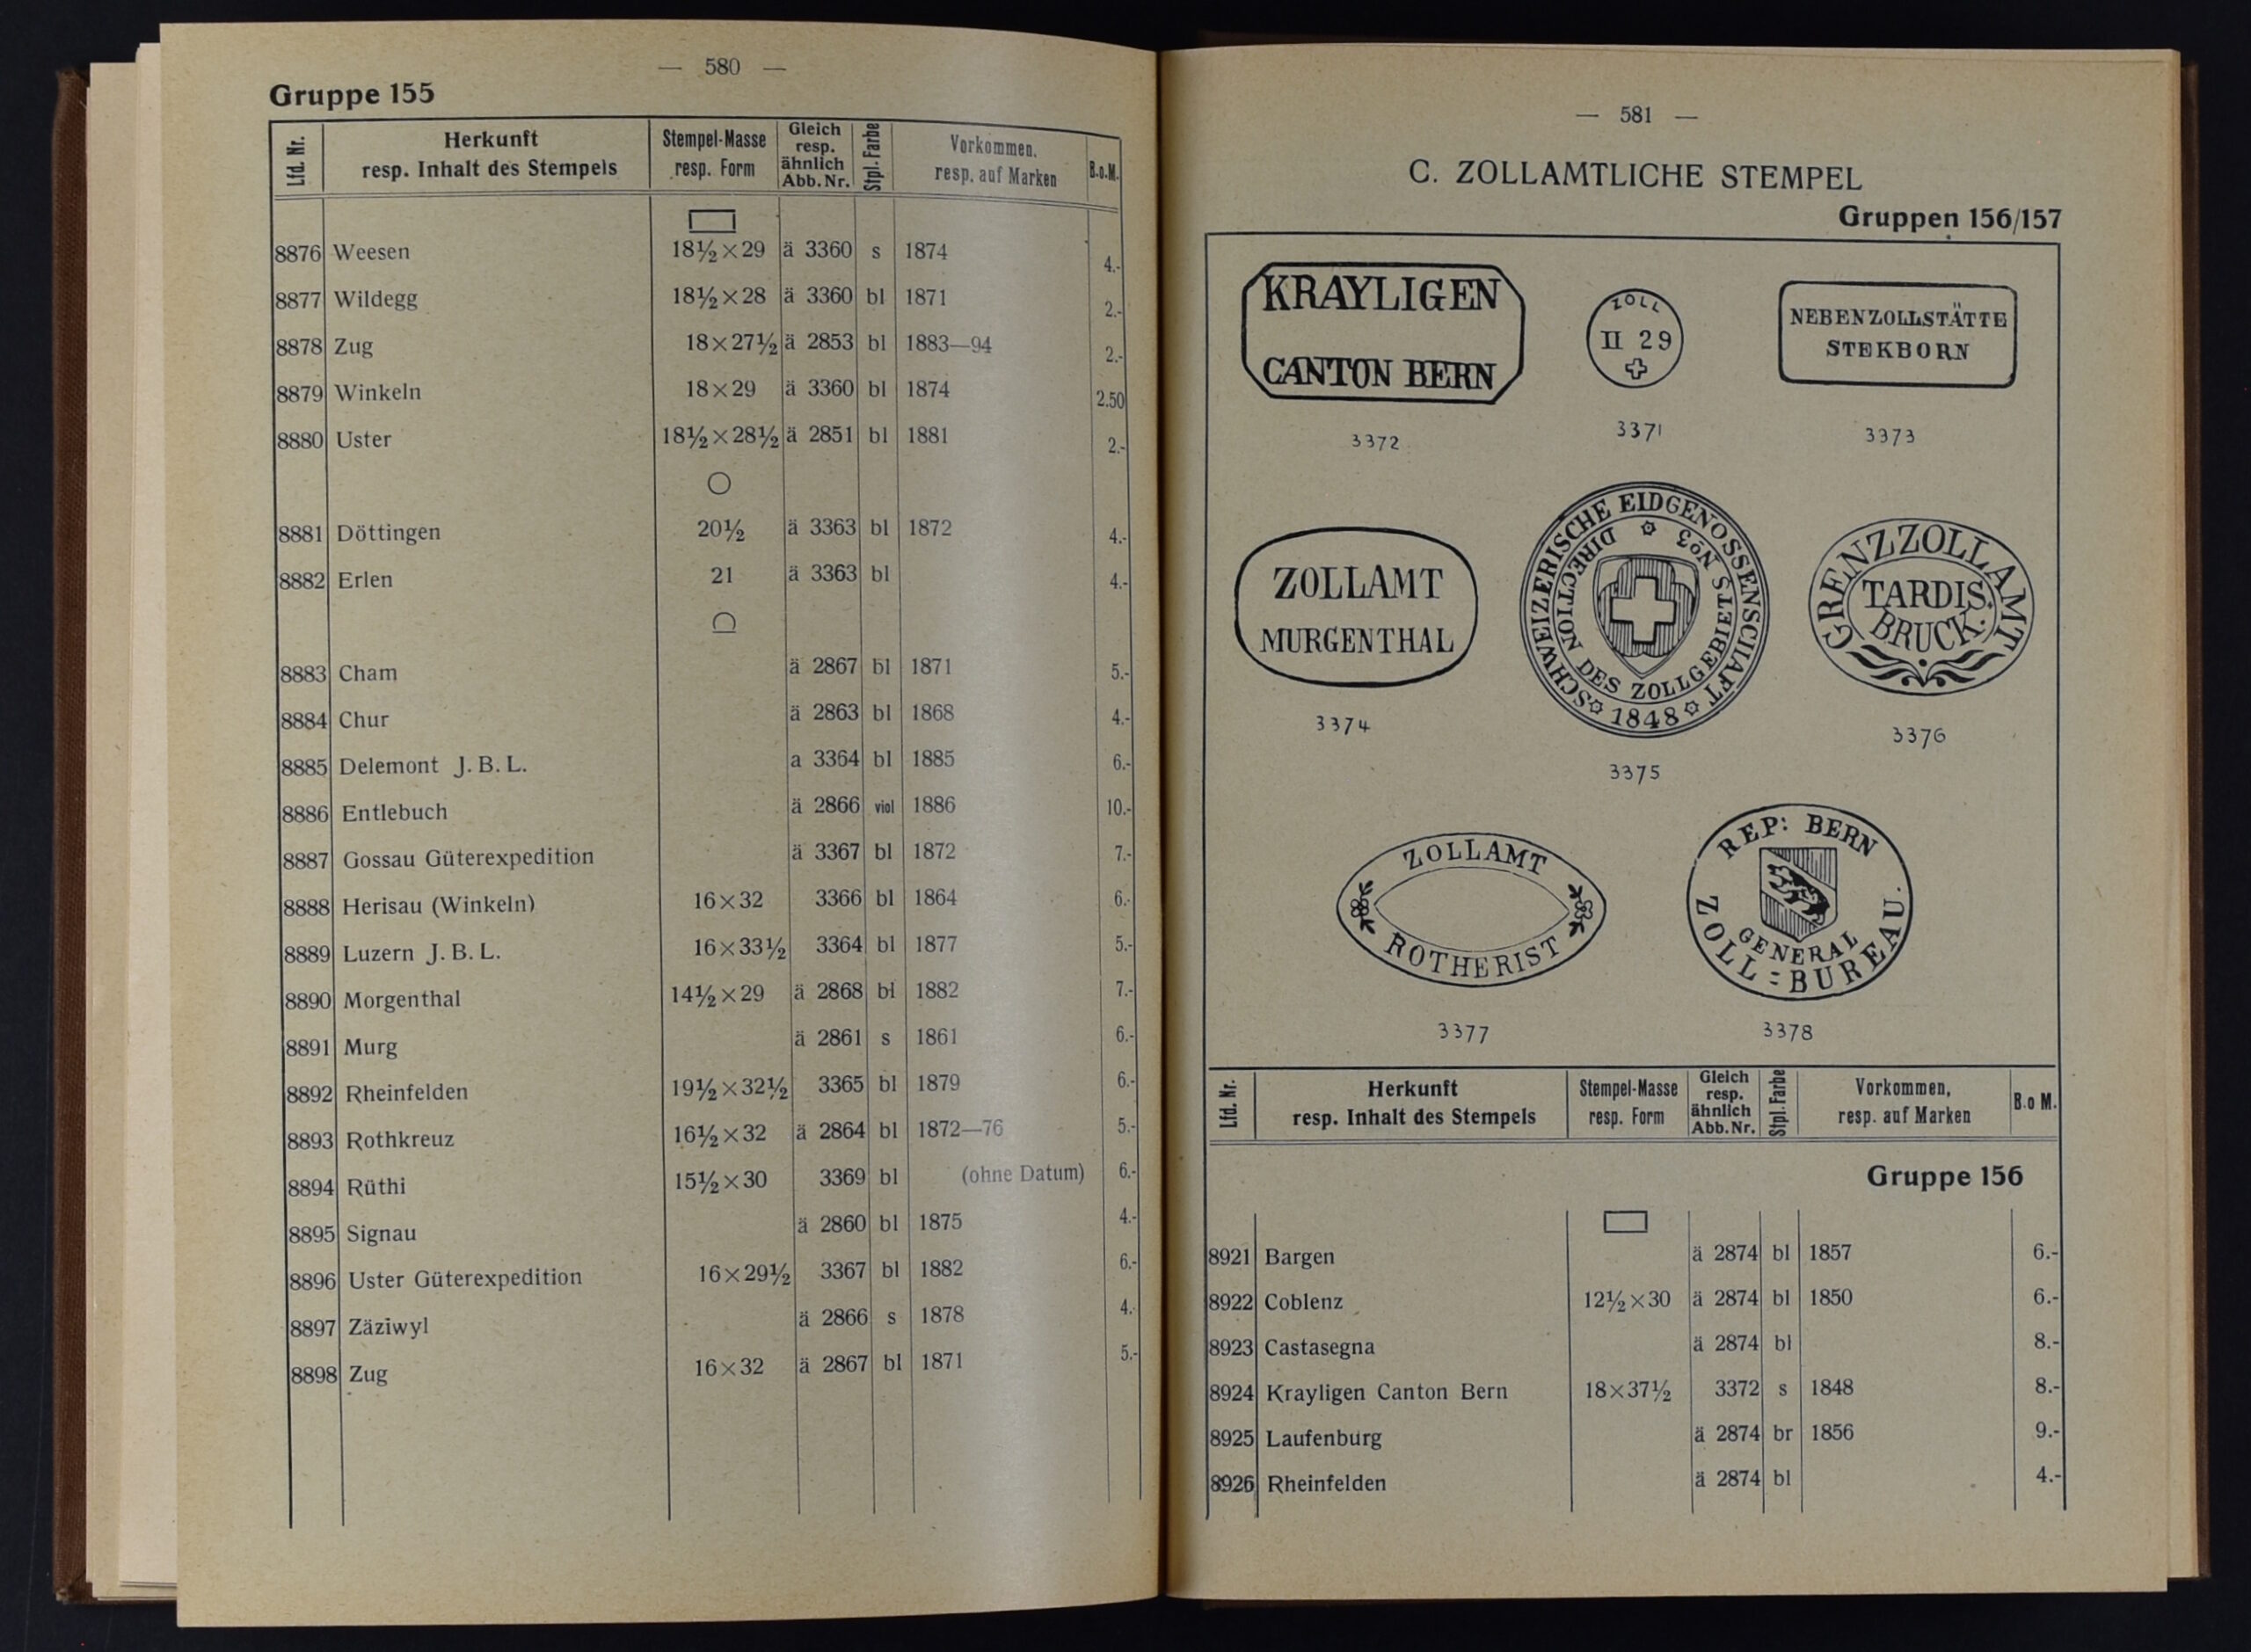 — 580 —
Gruppe 155
Lfd. Nr. Herkunft resp. Inhalt des Stempels Stempel-Masse resp. Form Gleich resp. ähnlich Abb. Nr. Stpl. Farbe Vorkommen, resp. auf Marken B.o.M.
8876 Weesen 18½×29 ä 3360 s 1874 4.-
8877 Wildegg 18½×28 ä 3360 bl 1871 2.-
8878 Zug 18×27½ ä 2853 bl 1883—94 2.-
8879 Winkeln 18×29 ä 3360 bl 1874 2.50
8880 Uster 18½×28½ ä 2851 bl 1881 2.-
8881 Döttingen 20½ ä 3363 bl 1872 4.-
8882 Erlen 21 ä 3363 bl 4.-
8883 Cham ä 2867 bl 1871 5.-
8884 Chur ä 2863 bl 1868 4.-
8885 Delemont J. B. L. a 3364 bl 1885 6.-
8886 Entlebuch ä 2866 viol 1886 10.-
8887 Gossau Güterexpedition ä 3367 bl 1872 7.-
8888 Herisau (Winkeln) 16×32 3366 bl 1864 6.-
8889 Luzern J. B. L. 16×33½ 3364 bl 1877 5.-
8890 Morgenthal 14½×29 ä 2868 bl 1882 7.-
8891 Murg ä 2861 s 1861 6.-
8892 Rheinfelden 19½×32½ 3365 bl 1879 6.-
8893 Rothkreuz 16½×32 ä 2864 bl 1872—76 5.-
8894 Rüthi 15½×30 3369 bl (ohne Datum) 6.-
8895 Signau ä 2860 bl 1875 4.-
8896 Uster Güterexpedition 16×29½ 3367 bl 1882 6.-
8897 Zäziwyl ä 2866 s 1878 4.-
8898 Zug 16×32 ä 2867 bl 1871 5.-
— 581 —
C. ZOLLAMTLICHE STEMPEL
Gruppen 156/157
KRAYLIGEN
CANTON BERN
3372
ZOLL
II 29
3371
NEBENZOLLSTÄTTE
STEKBORN
3373
ZOLLAMT
MURGENTHAL
3374
SCHWEIZERISCHE EIDGENOSSENSCHAFT
DIRECTION DES ZOLLGEBIETS No3
1848
3375
GRENZZOLLAMT
TARDIS.
BRUCK.
3376
ZOLLAMT
ROTHERIST
3377
REP: BERN
GENERAL
ZOLL=BUREAU.
3378
Lfd. Nr. Herkunft resp. Inhalt des Stempels Stempel-Masse resp. Form Gleich resp. ähnlich Abb. Nr. Stpl. Farbe Vorkommen, resp. auf Marken B.o M.
Gruppe 156
8921 Bargen ä 2874 bl 1857 6.-
8922 Coblenz 12½×30 ä 2874 bl 1850 6.-
8923 Castasegna ä 2874 bl 8.-
8924 Krayligen Canton Bern 18×37½ 3372 s 1848 8.-
8925 Laufenburg ä 2874 br 1856 9.-
8926 Rheinfelden ä 2874 bl 4.-